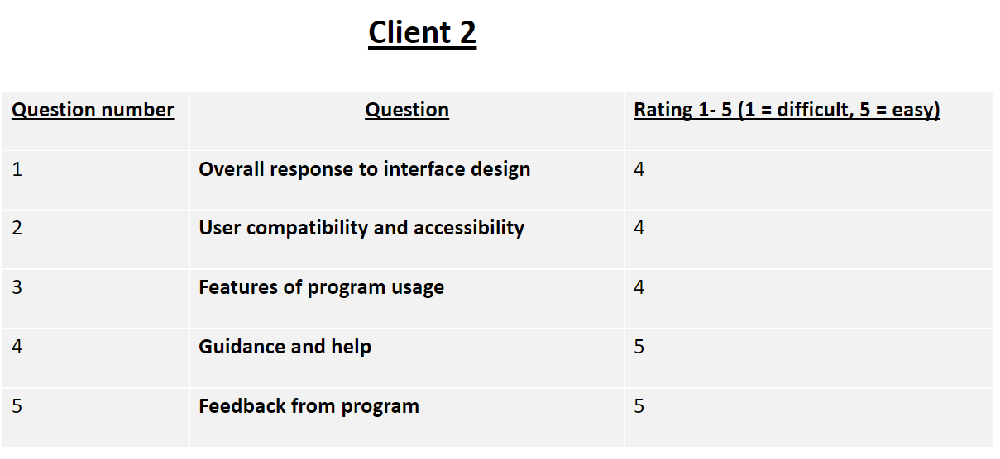 Client 2
Question number Question Rating 1- 5 (1 = difficult, 5 = easy)
1 Overall response to interface design 4
2 User compatibility and accessibility 4
3 Features of program usage 4
4 Guidance and help 5
5 Feedback from program 5